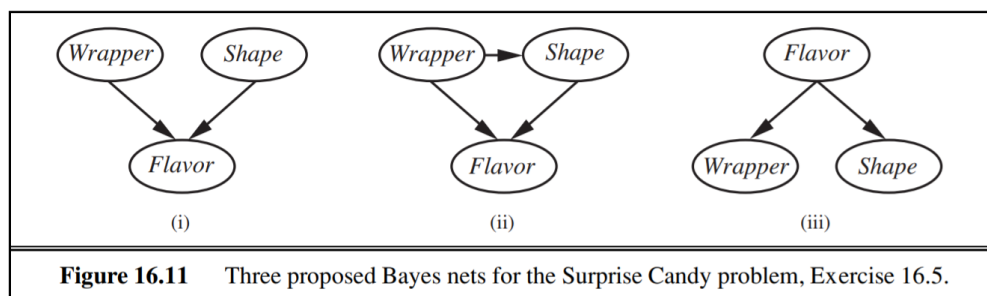 Wrapper Shape Wrapper Shape Flavor
Flavor Flavor Wrapper Shape
(i) (ii) (iii)
Figure 16.11 Three proposed Bayes nets for the Surprise Candy problem, Exercise 16.5.